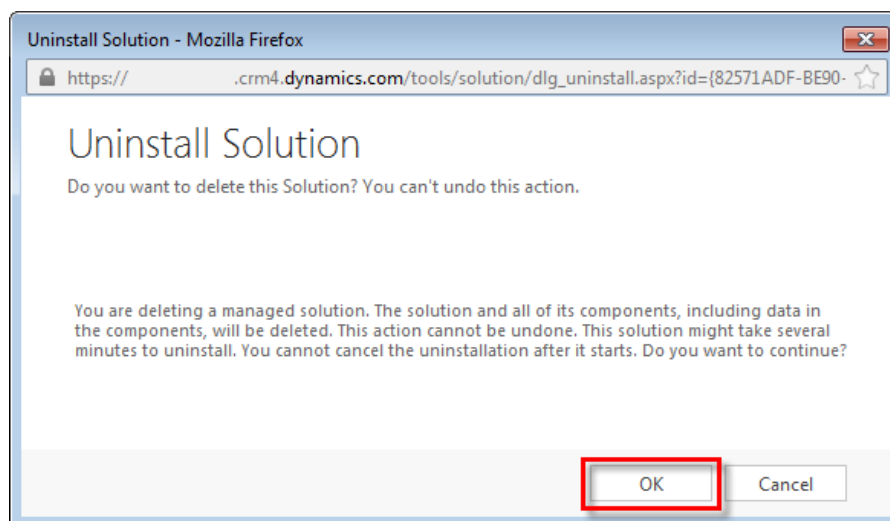 Uninstall Solution - Mozilla Firefox
https:// .crm4.dynamics.com/tools/solution/dlg_uninstall.aspx?id={82571ADF-BE90-
Uninstall Solution
Do you want to delete this Solution? You can't undo this action.
You are deleting a managed solution. The solution and all of its components, including data in
the components, will be deleted. This action cannot be undone. This solution might take several
minutes to uninstall. You cannot cancel the uninstallation after it starts. Do you want to continue?
OK Cancel